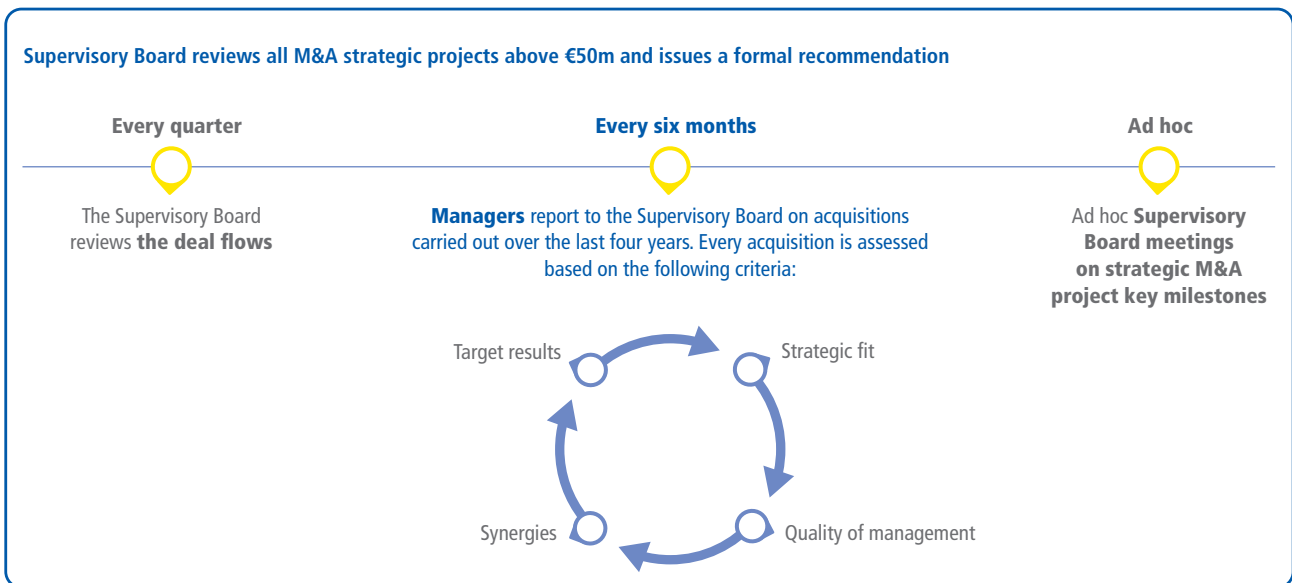 Supervisory Board reviews all M&A strategic projects above €50m and issues a formal recommendation
Every quarter
The Supervisory Board
reviews the deal flows
Every six months
Managers report to the Supervisory Board on acquisitions
carried out over the last four years. Every acquisition is assessed
based on the following criteria:
Ad hoc
Ad hoc Supervisory
Board meetings
on strategic M&A
project key milestones
Target results
Strategic fit
Synergies
Quality of management